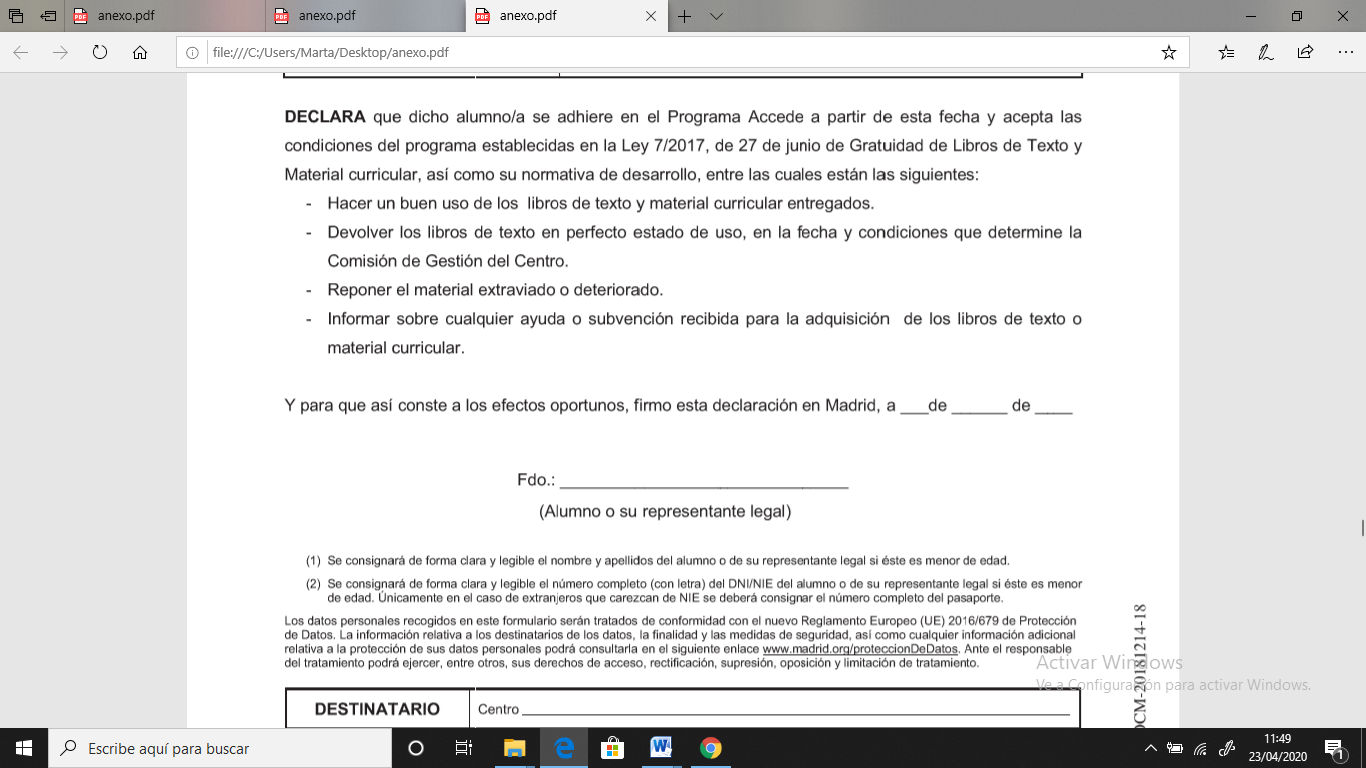 anexo.pdf
anexo.pdf
anexo.pdf
file:///C:/Users/Marta/Desktop/anexo.pdf
DECLARA que dicho alumno/a se adhiere en el Programa Accede a partir de esta fecha y acepta las
condiciones del programa establecidas en la Ley 7/2017, de 27 de junio de Gratuidad de Libros de Texto y
Material curricular, así como su normativa de desarrollo, entre las cuales están las siguientes:
- Hacer un buen uso de los libros de texto y material curricular entregados.
- Devolver los libros de texto en perfecto estado de uso, en la fecha y condiciones que determine la
Comisión de Gestión del Centro.
- Reponer el material extraviado o deteriorado.
- Informar sobre cualquier ayuda o subvención recibida para la adquisición de los libros de texto o
material curricular.
Y para que así conste a los efectos oportunos, firmo esta declaración en Madrid, a ___de ______ de ____
Fdo.: _______________________________
(Alumno o su representante legal)
(1) Se consignará de forma clara y legible el nombre y apellidos del alumno o de su representante legal si éste es menor de edad.
(2) Se consignará de forma clara y legible el número completo (con letra) del DNI/NIE del alumno o de su representante legal si éste es menor
de edad. Únicamente en el caso de extranjeros que carezcan de NIE se deberá consignar el número completo del pasaporte.
Los datos personales recogidos en este formulario serán tratados de conformidad con el nuevo Reglamento Europeo (UE) 2016/679 de Protección
de Datos. La información relativa a los destinatarios de los datos, la finalidad y las medidas de seguridad, así como cualquier información adicional
relativa a la protección de sus datos personales podrá consultarla en el siguiente enlace www.madrid.org/proteccionDeDatos. Ante el responsable
del tratamiento podrá ejercer, entre otros, sus derechos de acceso, rectificación, supresión, oposición y limitación de tratamiento.
OCM-20181214-18
Activar Windows
Ve a Configuración para activar Windows.
DESTINATARIO Centro ____________________
Escribe aquí para buscar
11:49
23/04/2020
1